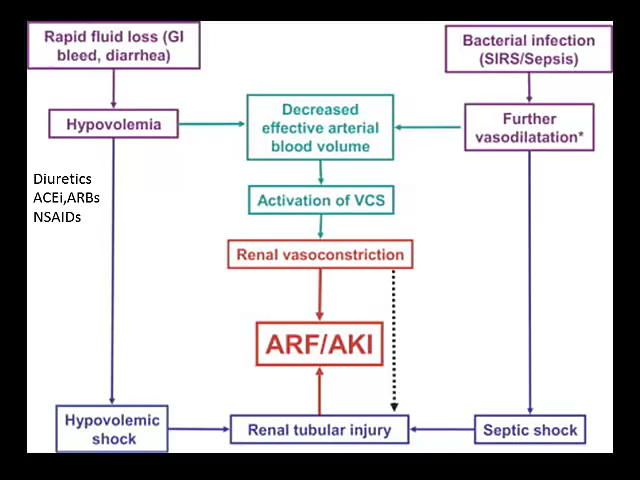 Rapid fluid loss (GI
bleed, diarrhea)
Bacterial infection
(SIRS/Sepsis)
Hypovolemia
Decreased
effective arterial
blood volume
Further
vasodilatation*
Diuretics
ACEi,ARBs
NSAIDs
Activation of VCS
Renal vasoconstriction
ARF/AKI
Hypovolemic
shock
Renal tubular injury
Septic shock